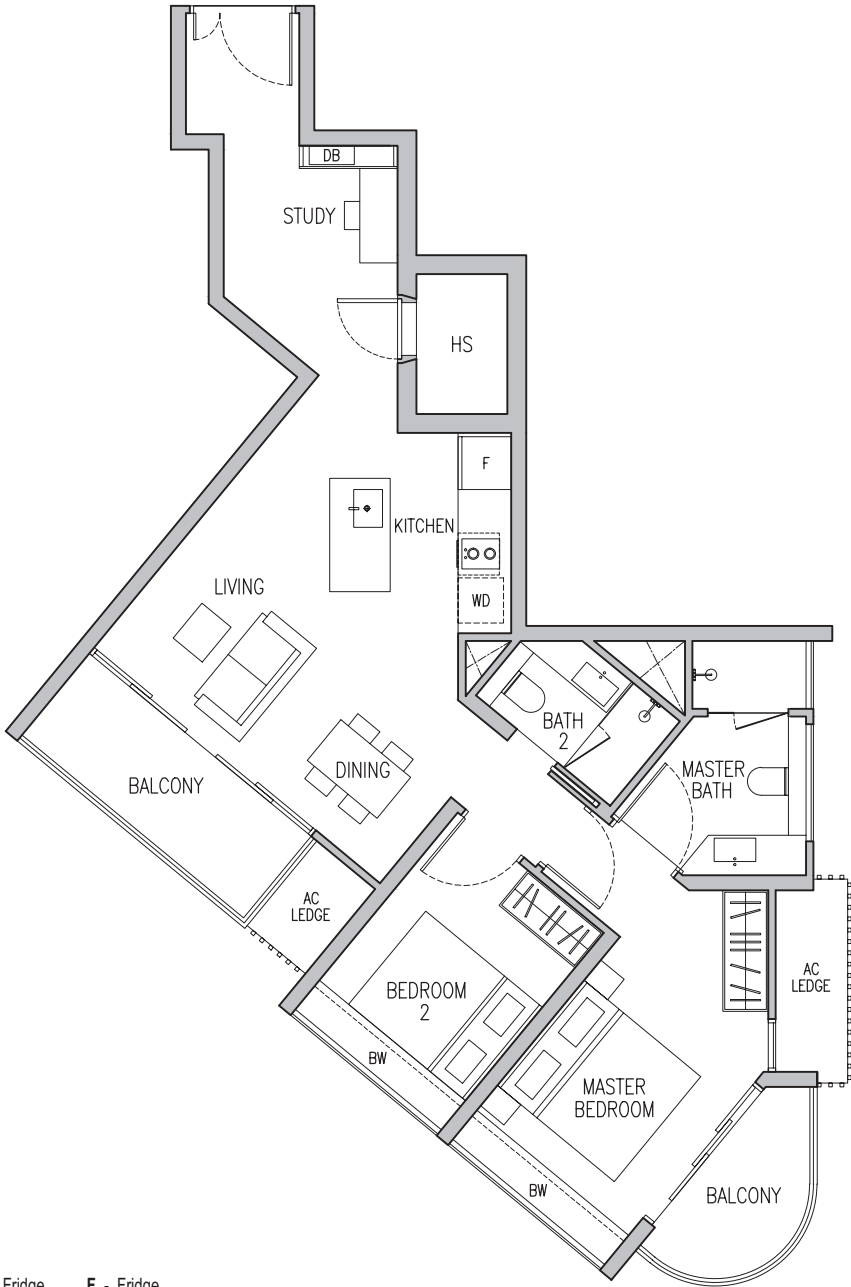 DB
STUDY
HS
F
KITCHEN
LIVING
WD
BATH
2
MASTER
BATH
DINING
BALCONY
AC
LEDGE
BEDROOM
2
AC
LEDGE
BW
MASTER
BEDROOM
BW
BALCONY
Fridge F - Fridge